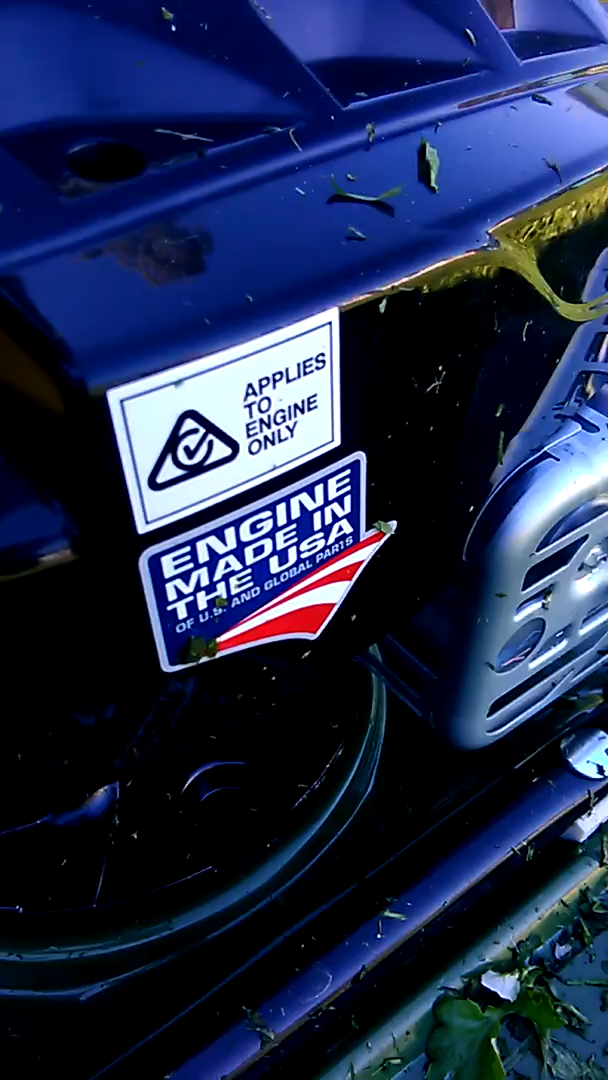 APPLIES
TO
ENGINE
ONLY
ENGINE
MADE IN
THE USA
OF U.S. AND GLOBAL PARTS